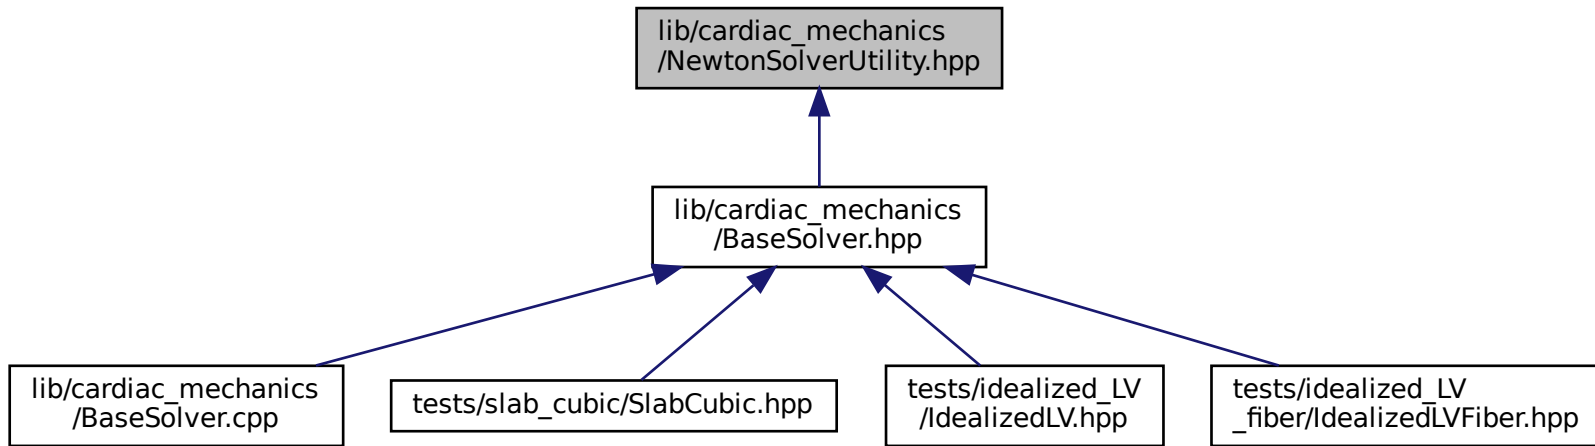 lib/cardiac_mechanics
/NewtonSolverUtility.hpp
lib/cardiac_mechanics
/BaseSolver.hpp
lib/cardiac_mechanics
/BaseSolver.cpp
tests/slab_cubic/SlabCubic.hpp
tests/idealized_LV
/IdealizedLV.hpp
tests/idealized_LV
_fiber/IdealizedLVFiber.hpp